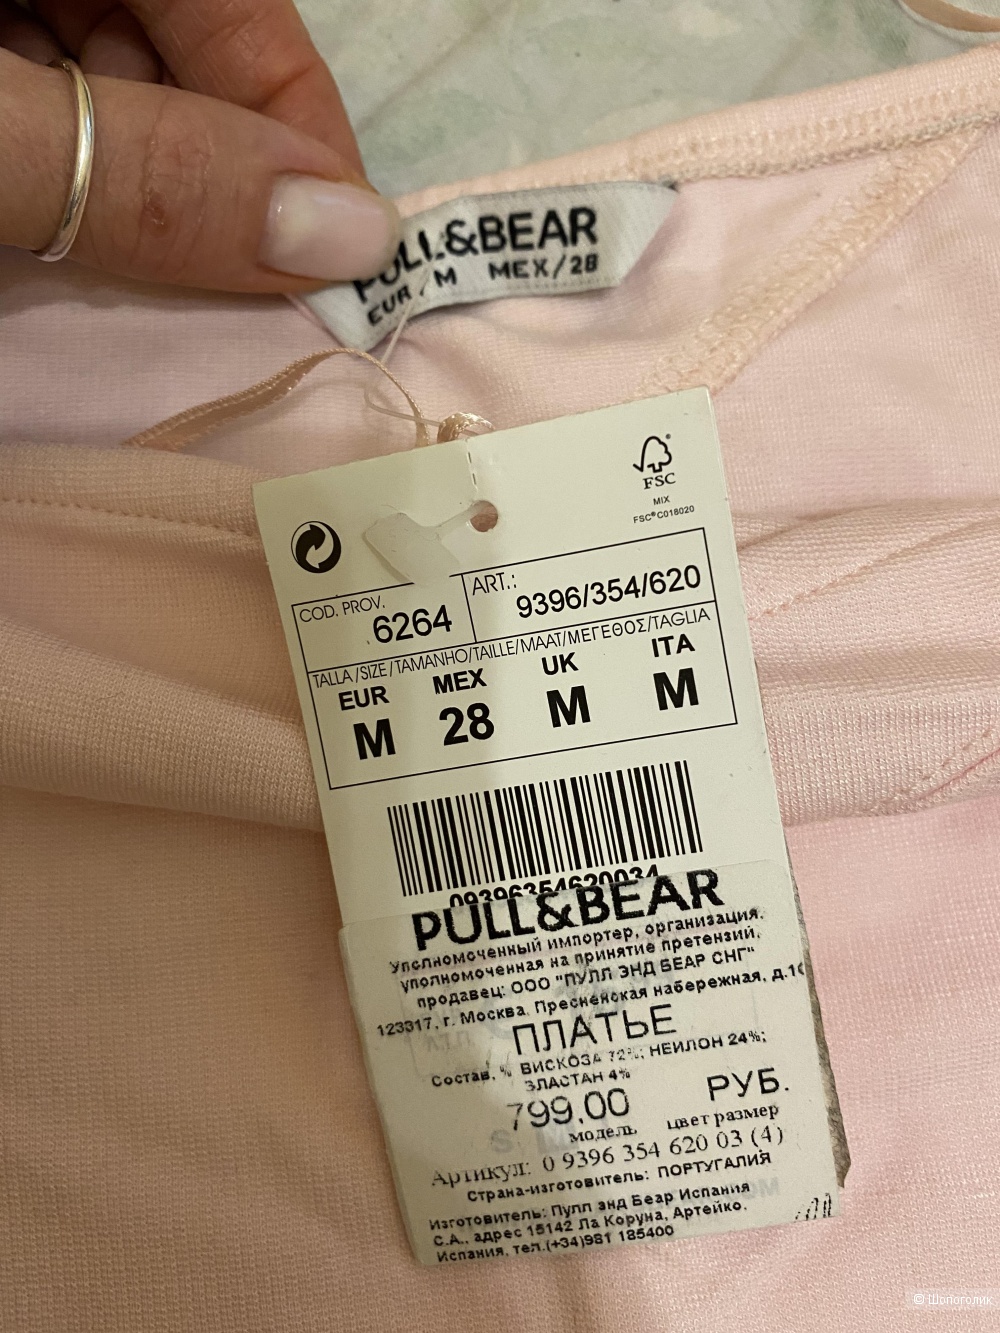 PULL&BEAR
EUR/M MEX/28
FSC®
MIX
FSC® C018020
COD. PROV.
6264
ART.:
9396/354/620
TALLA/SIZE/TAMANHO/TAILLE/MAAT/ΜΕΓΕΘΟΣ/TAGLIA
EUR MEX UK ITA
M 28 M M
09396354620034
PULL&BEAR
Уполномоченный импортер, организация,
уполномоченная на принятие претензий,
продавец: ООО "ПУЛЛ ЭНД БЕАР СНГ"
123317, г. Москва, Пресненская набережная, д.10
ПЛАТЬЕ
Состав, % ВИСКОЗА 72%; НЕЙЛОН 24%;
ЭЛАСТАН 4%
799.00 РУБ.
модель цвет размер
Артикул: 0 9396 354 620 03 (4)
Страна-изготовитель: ПОРТУГАЛИЯ
Изготовитель: Пулл энд Беар Испания
С.А., адрес 15142 Ла Коруна, Артейко,
Испания, тел.(+34)981 185400
© Шопоголик